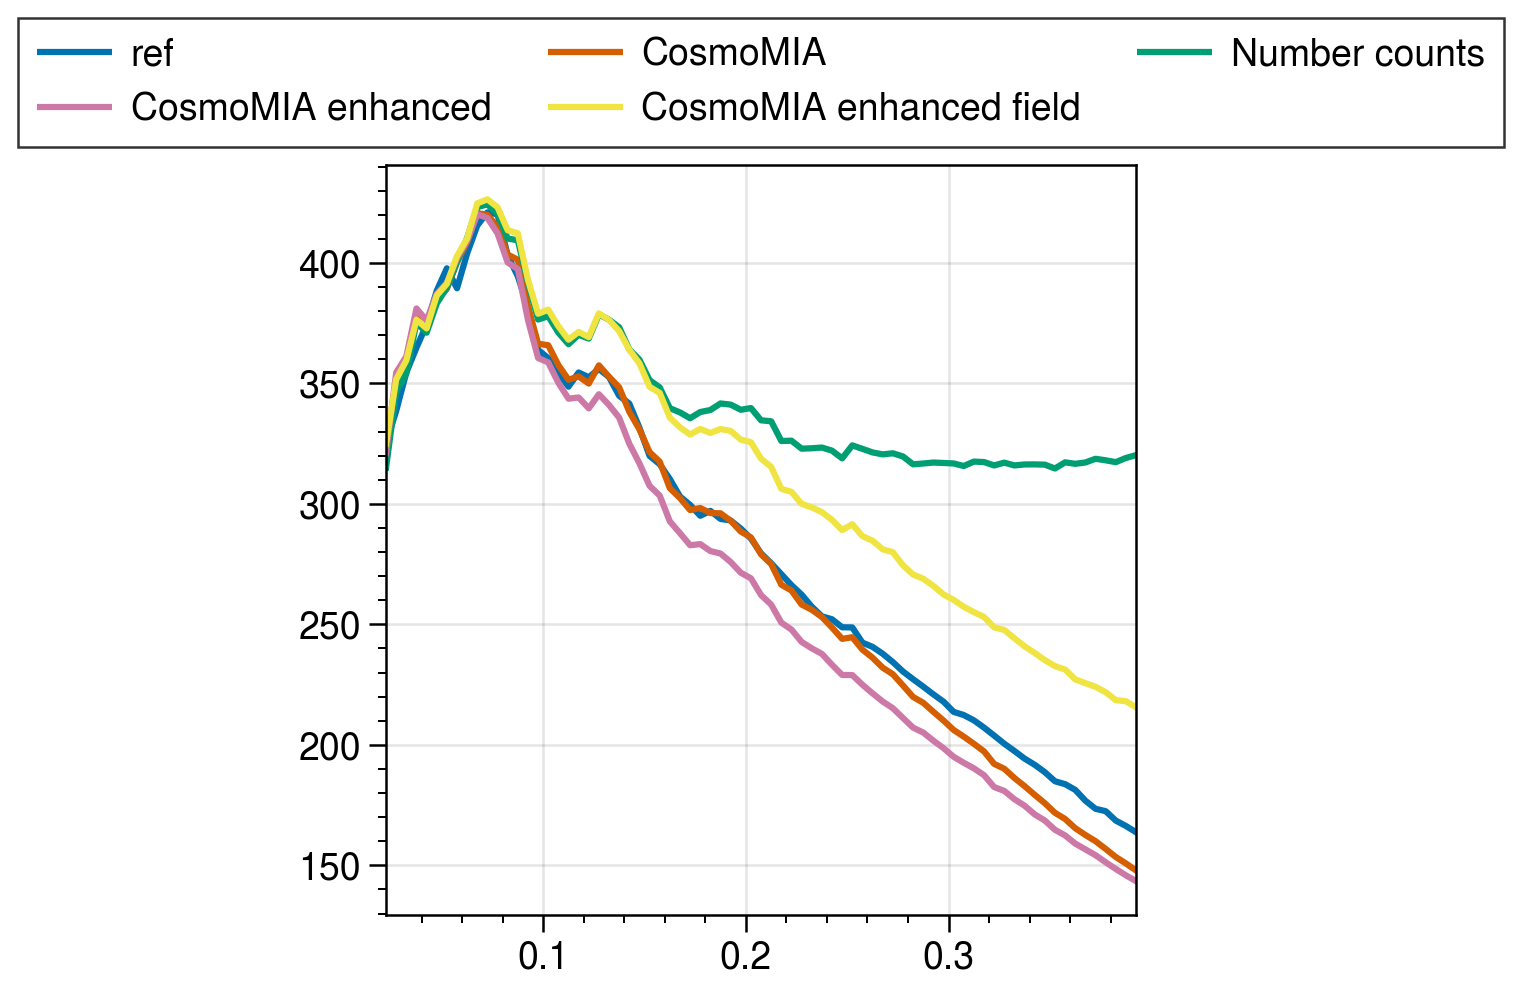 ref
CosmoMIA
Number counts
CosmoMIA enhanced
CosmoMIA enhanced field
400
350
300
250
200
150
0.1
0.2
0.3